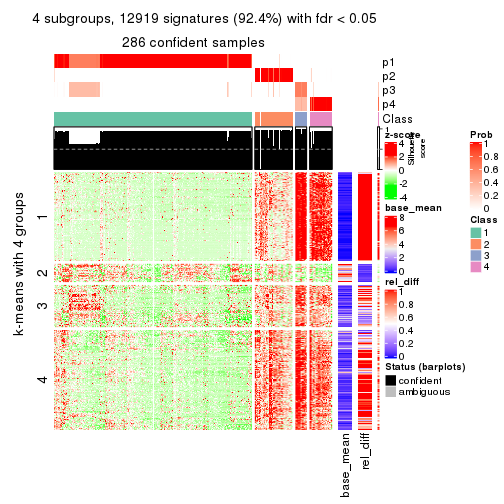 4 subgroups, 12919 signatures (92.4%) with fdr < 0.05
286 confident samples
p1
p2
p3
p4
Class
1
Silhouette
score
k-means with 4 groups
1
2
3
4
base_mean
rel_diff
z-score
4
2
0
-2
-4
base_mean
8
6
4
2
0
rel_diff
1
0.8
0.6
0.4
0.2
0
Status (barplots)
confident
ambiguous
Prob
1
0.8
0.6
0.4
0.2
0
Class
1
2
3
4